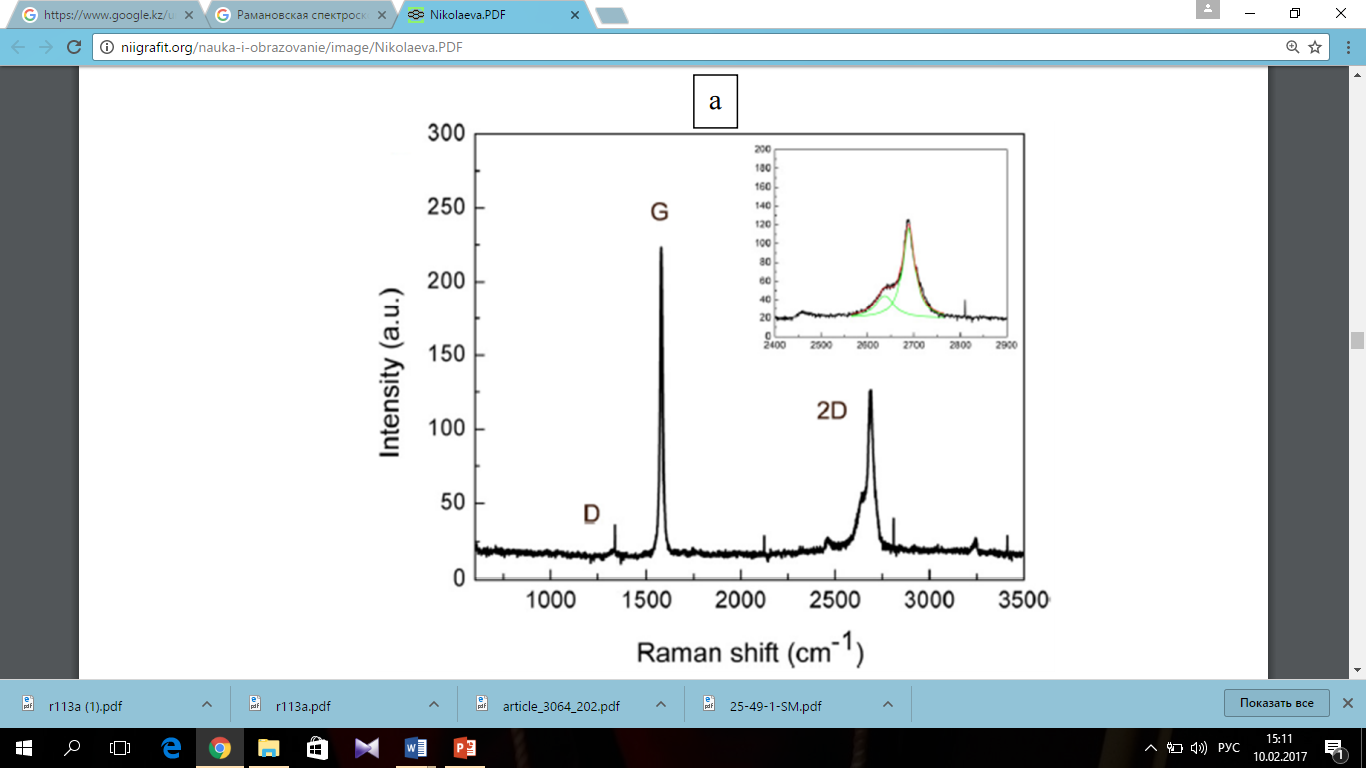 https://www.google.kz/u
Рамановская спектроск
Nikolaeva.PDF
niigrafit.org/nauka-i-obrazovanie/image/Nikolaeva.PDF
a
300
250
200
150
100
50
0
Intensity (a.u.)
G
D
2D
200
180
160
140
120
100
80
60
40
20
0
2400 2500 2600 2700 2800 2900
1000 1500 2000 2500 3000 3500
Raman shift (cm⁻¹)
r113a (1).pdf
r113a.pdf
article_3064_202.pdf
25-49-1-SM.pdf
Показать все
РУС
15:11
10.02.2017
1